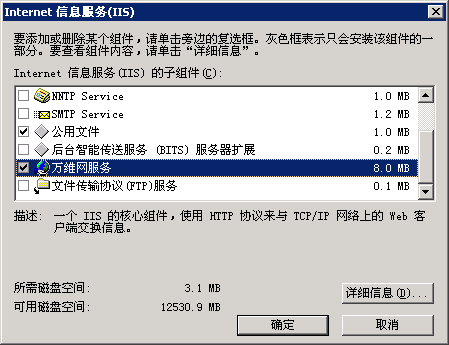 Internet 信息服务(IIS)
要添加或删除某个组件，请单击旁边的复选框。灰色框表示只会安装该组件的一
部分。要查看组件内容，请单击“详细信息”。
Internet 信息服务(IIS) 的子组件(C):
NNTP Service 1.0 MB
SMTP Service 1.2 MB
公用文件 1.0 MB
后台智能传送服务 (BITS) 服务器扩展 0.2 MB
万维网服务 8.0 MB
文件传输协议(FTP)服务 0.1 MB
描述: 一个 IIS 的核心组件，使用 HTTP 协议来与 TCP/IP 网络上的 Web 客
户端交换信息。
所需磁盘空间: 3.1 MB
可用磁盘空间: 12530.9 MB
详细信息(D)...
确定 取消